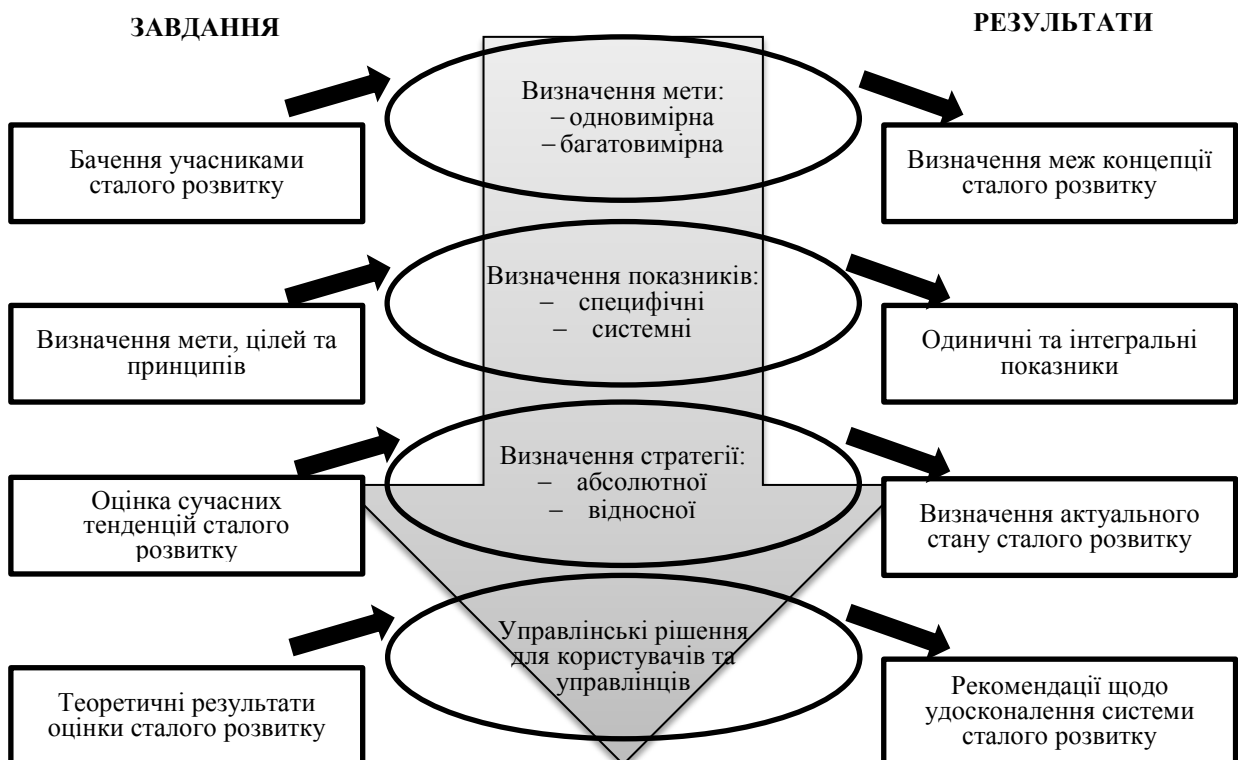 ЗАВДАННЯ
РЕЗУЛЬТАТИ
Визначення мети:
– одновимірна
– багатовимірна
Бачення учасниками
сталого розвитку
Визначення меж концепції
сталого розвитку
Визначення показників:
– специфічні
– системні
Визначення мети, цілей та
принципів
Одиничні та інтегральні
показники
Визначення стратегії:
– абсолютної
– відносної
Оцінка сучасних
тенденцій сталого
розвитку
Визначення актуального
стану сталого розвитку
Управлінські рішення
для користувачів та
управлінців
Теоретичні результати
оцінки сталого розвитку
Рекомендації щодо
удосконалення системи
сталого розвитку